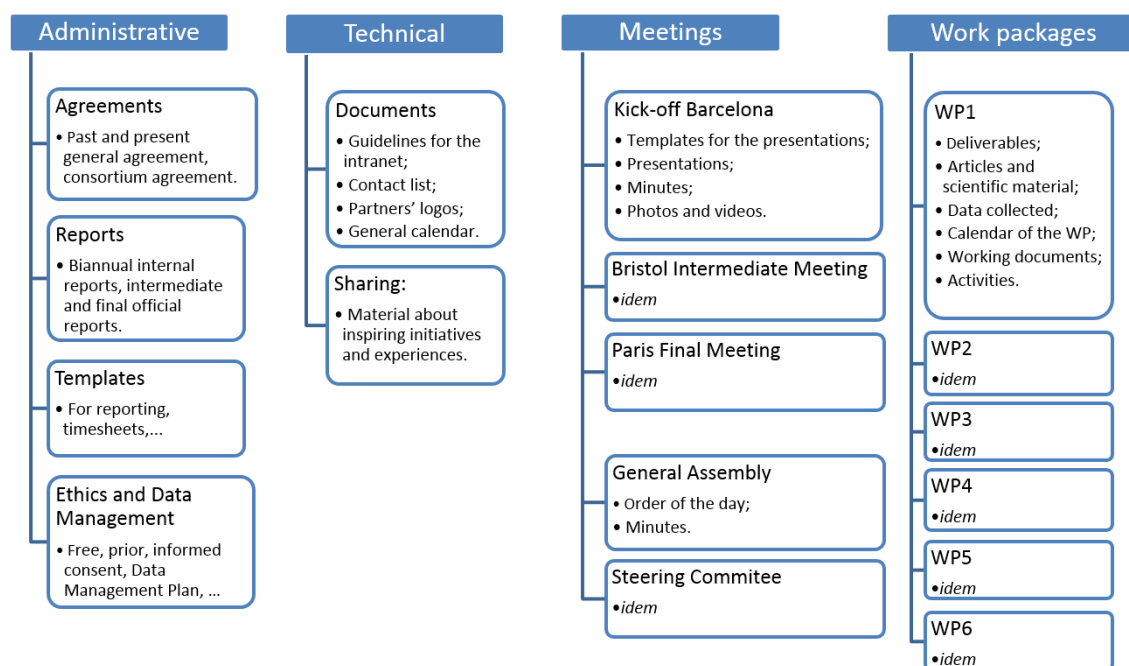 Administrative
Agreements
• Past and present
general agreement,
consortium agreement.
Reports
• Biannual internal
reports, intermediate
and final official
reports.
Templates
• For reporting,
timesheets,...
Ethics and Data
Management
• Free, prior, informed
consent, Data
Management Plan, ...
Technical
Documents
• Guidelines for the
intranet;
• Contact list;
• Partners’ logos;
• General calendar.
Sharing:
• Material about
inspiring initiatives
and experiences.
Meetings
Kick-off Barcelona
• Templates for the presentations;
• Presentations;
• Minutes;
• Photos and videos.
Bristol Intermediate Meeting
•idem
Paris Final Meeting
•idem
General Assembly
• Order of the day;
• Minutes.
Steering Commitee
•idem
Work packages
WP1
• Deliverables;
• Articles and
scientific material;
• Data collected;
• Calendar of the WP;
• Working documents;
• Activities.
WP2
•idem
WP3
•idem
WP4
•idem
WP5
•idem
WP6
•idem